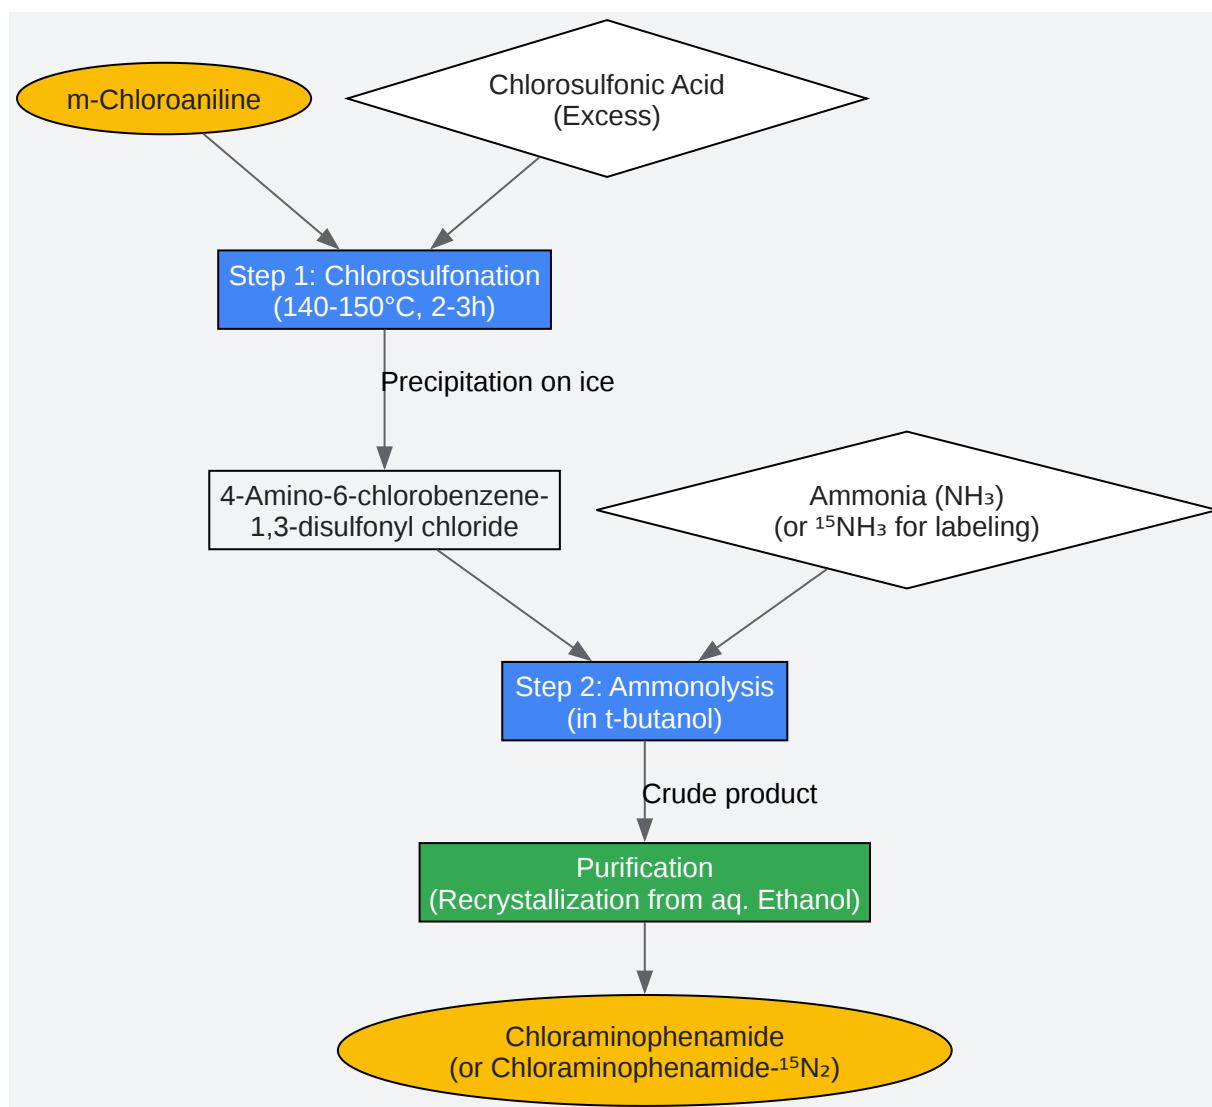 m-Chloroaniline
Chlorosulfonic Acid
(Excess)
Step 1: Chlorosulfonation
(140-150°C, 2-3h)
Precipitation on ice
4-Amino-6-chlorobenzene-
1,3-disulfonyl chloride
Ammonia (NH₃)
(or ¹⁵NH₃ for labeling)
Step 2: Ammonolysis
(in t-butanol)
Crude product
Purification
(Recrystallization from aq. Ethanol)
Chloraminophenamide
(or Chloraminophenamide-¹⁵N₂)